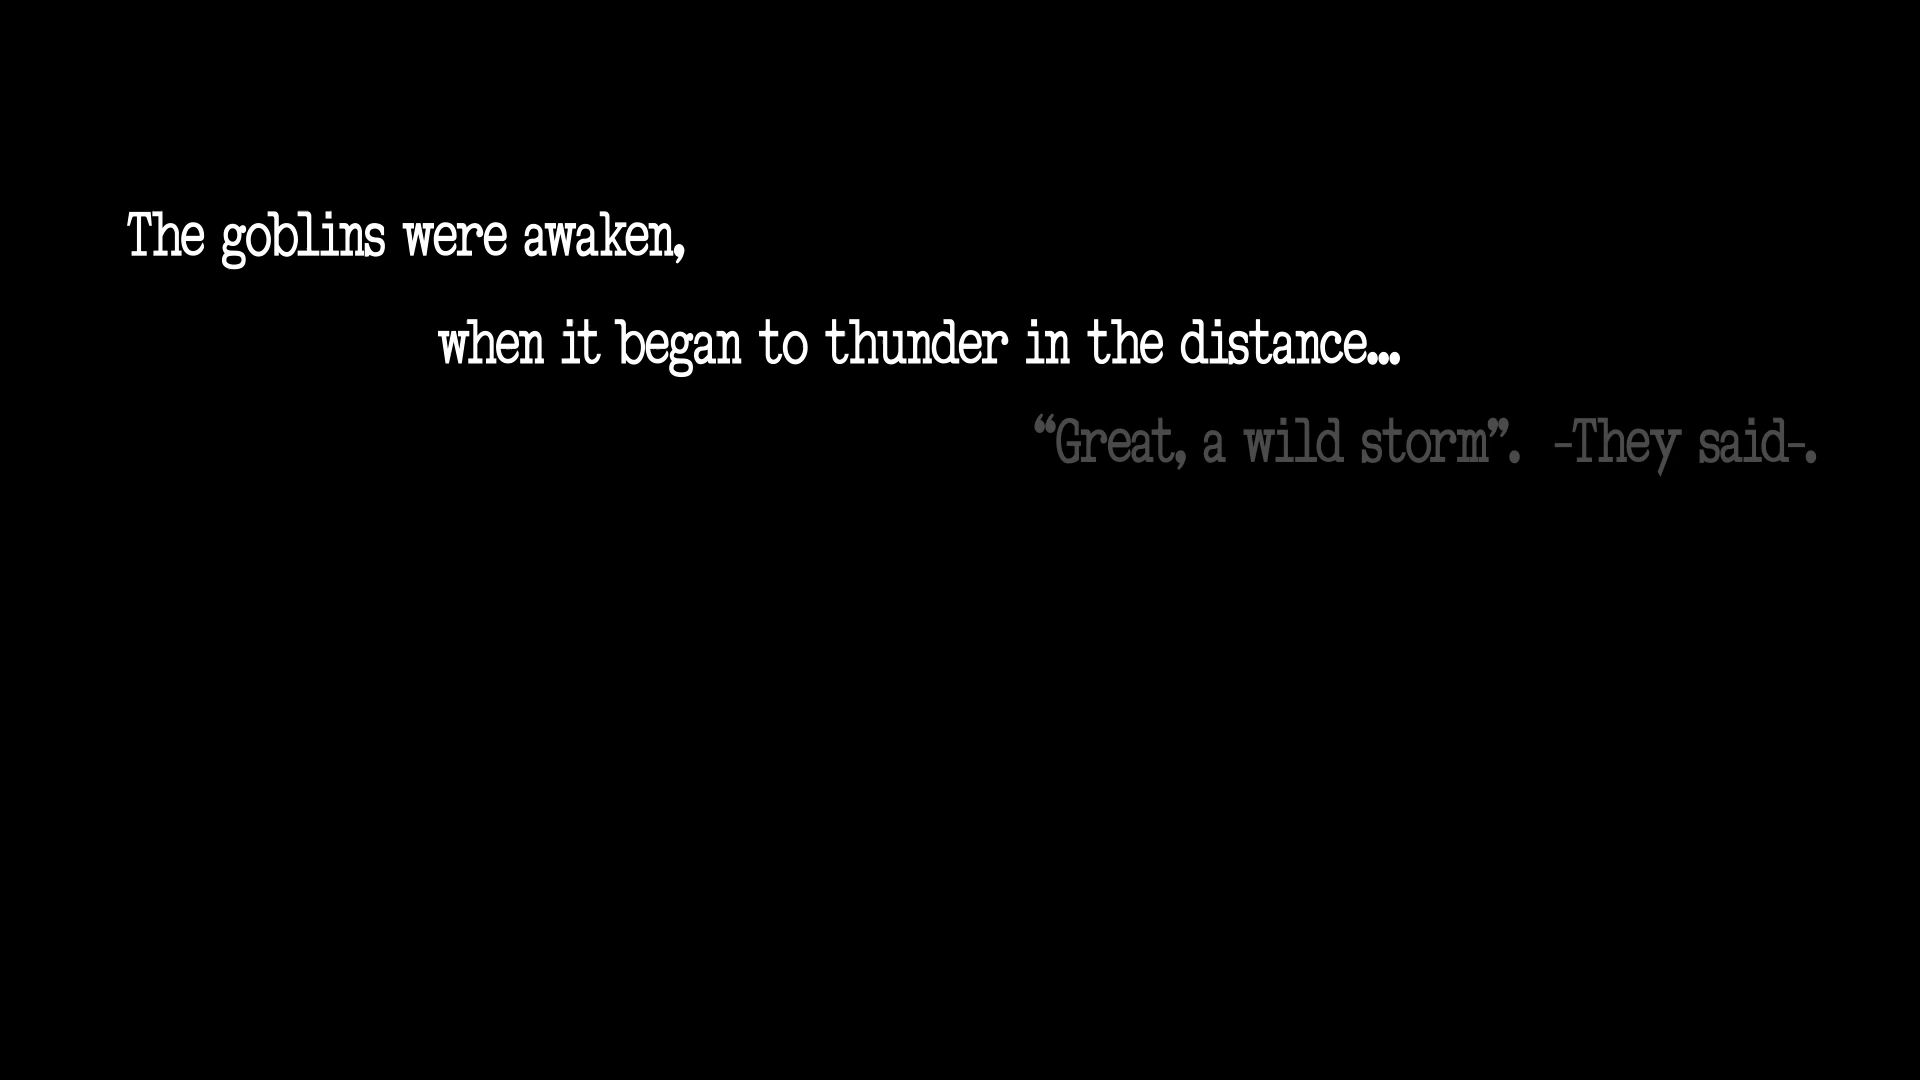 The goblins were awaken,
when it began to thunder in the distance...
“Great, a wild storm”.  -They said-.